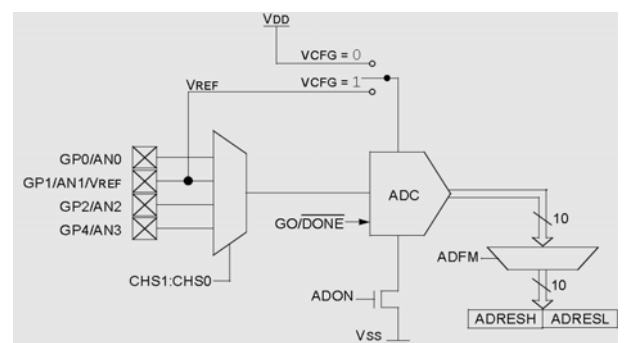 VDD
VCFG = 0
VREF
VCFG = 1
GP0/AN0
GP1/AN1/VREF
GP2/AN2
GP4/AN3
ADC
GO/DONE
10
ADFM
CHS1:CHS0
10
ADON
ADRESH ADRESL
VSS